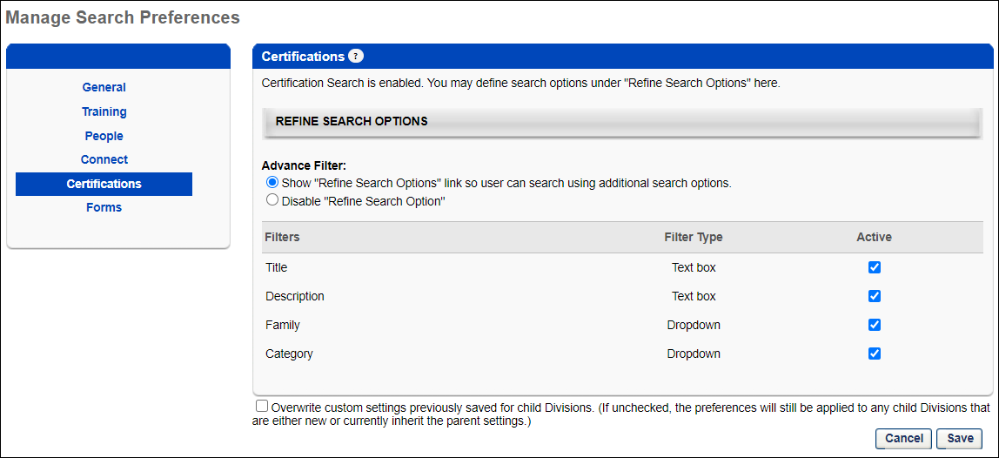 Manage Search Preferences
General
Training
People
Connect
Certifications
Forms
Certifications ?
Certification Search is enabled. You may define search options under "Refine Search Options" here.
REFINE SEARCH OPTIONS
Advance Filter:
Show "Refine Search Options" link so user can search using additional search options.
Disable "Refine Search Option"
Filters Filter Type Active
Title Text box
Description Text box
Family Dropdown
Category Dropdown
Overwrite custom settings previously saved for child Divisions. (If unchecked, the preferences will still be applied to any child Divisions that
are either new or currently inherit the parent settings.)
Cancel Save